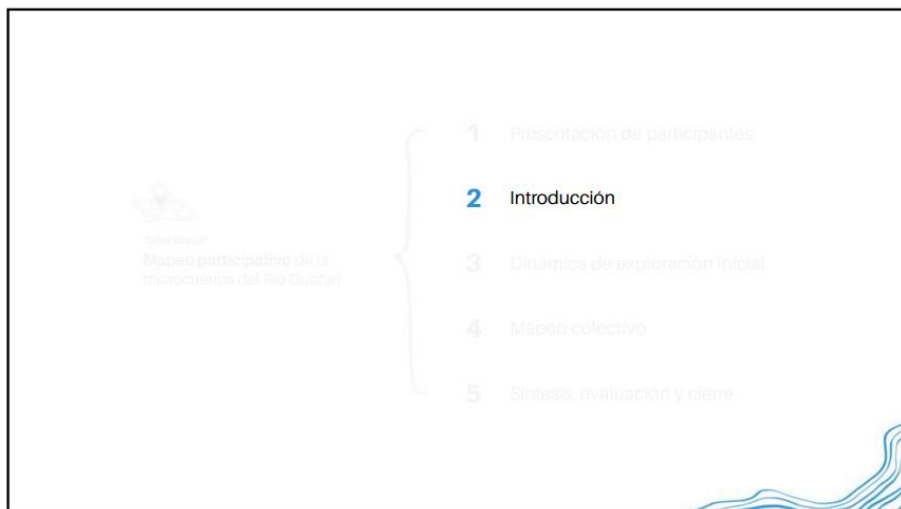 Taller virtual:
Mapeo participativo de la
microcuenca del Río
1 Presentación de participantes
2 Introducción
3 Dinámica de exploración inicial
4 Mapeo colectivo
5 Síntesis, evaluación y cierre